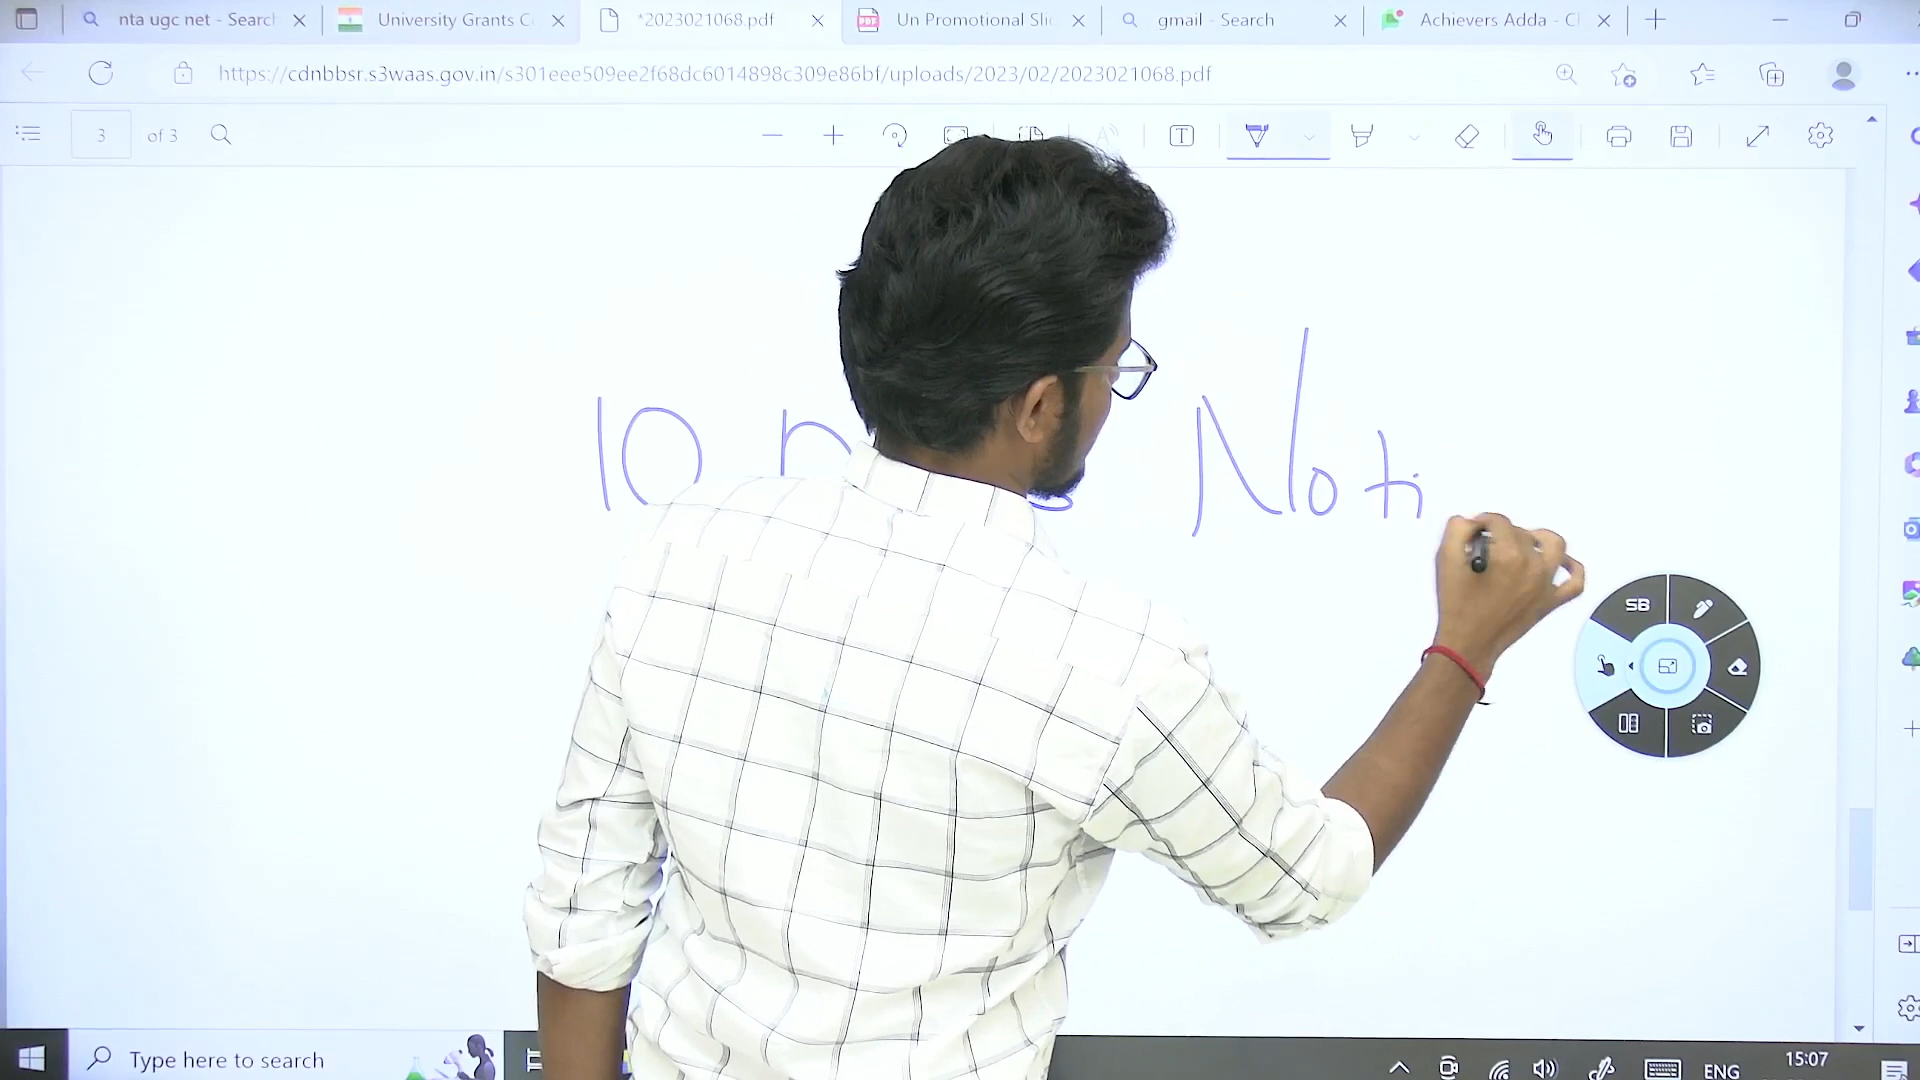 nta ugc net - Search
University Grants C
*2023021068.pdf
Un Promotional Slid
gmail - Search
Achievers Adda - C
https://cdnbbsr.s3waas.gov.in/s301eee509ee2f68dc6014898c309e86bf/uploads/2023/02/2023021068.pdf
3 of 3
10 Noti
SB
Type here to search
ENG
15:07